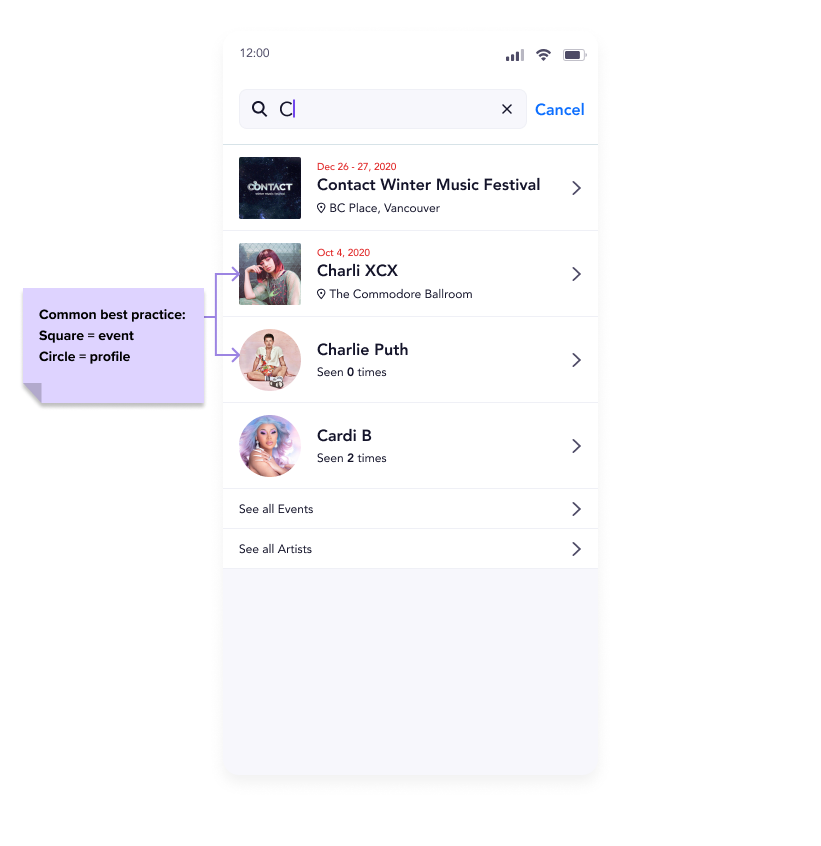 12:00
C
Cancel
CONTACT
Dec 26 - 27, 2020
Contact Winter Music Festival
BC Place, Vancouver
Oct 4, 2020
Charli XCX
The Commodore Ballroom
Common best practice:
Square = event
Circle = profile
Charlie Puth
Seen 0 times
Cardi B
Seen 2 times
See all Events
See all Artists